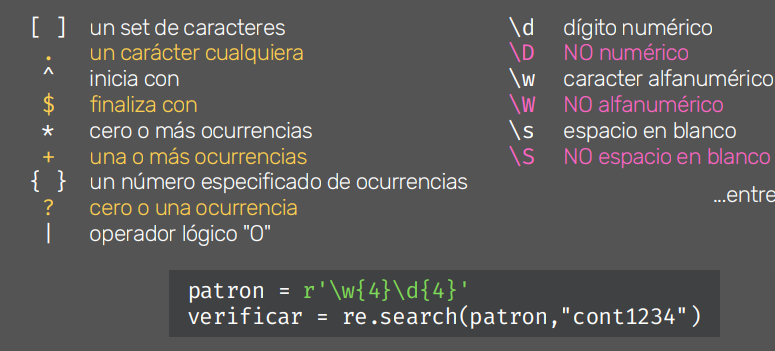 [ ] un set de caracteres
. un carácter cualquiera
^ inicia con
$ finaliza con
* cero o más ocurrencias
+ una o más ocurrencias
{ } un número especificado de ocurrencias
? cero o una ocurrencia
| operador lógico "O"
\d dígito numérico
\D NO numérico
\w caracter alfanumérico
\W NO alfanumérico
\s espacio en blanco
\S NO espacio en blanco
...entre
patron = r'\w{4}\d{4}'
verificar = re.search(patron,"cont1234")